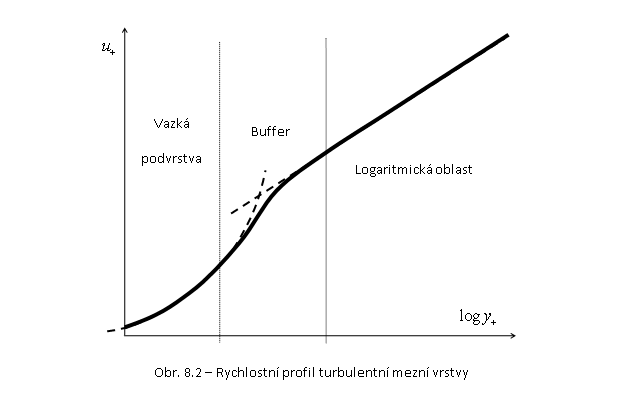 u₊
Vazká
podvrstva
Buffer
Logaritmická oblast
log y₊
Obr. 8.2 – Rychlostní profil turbulentní mezní vrstvy